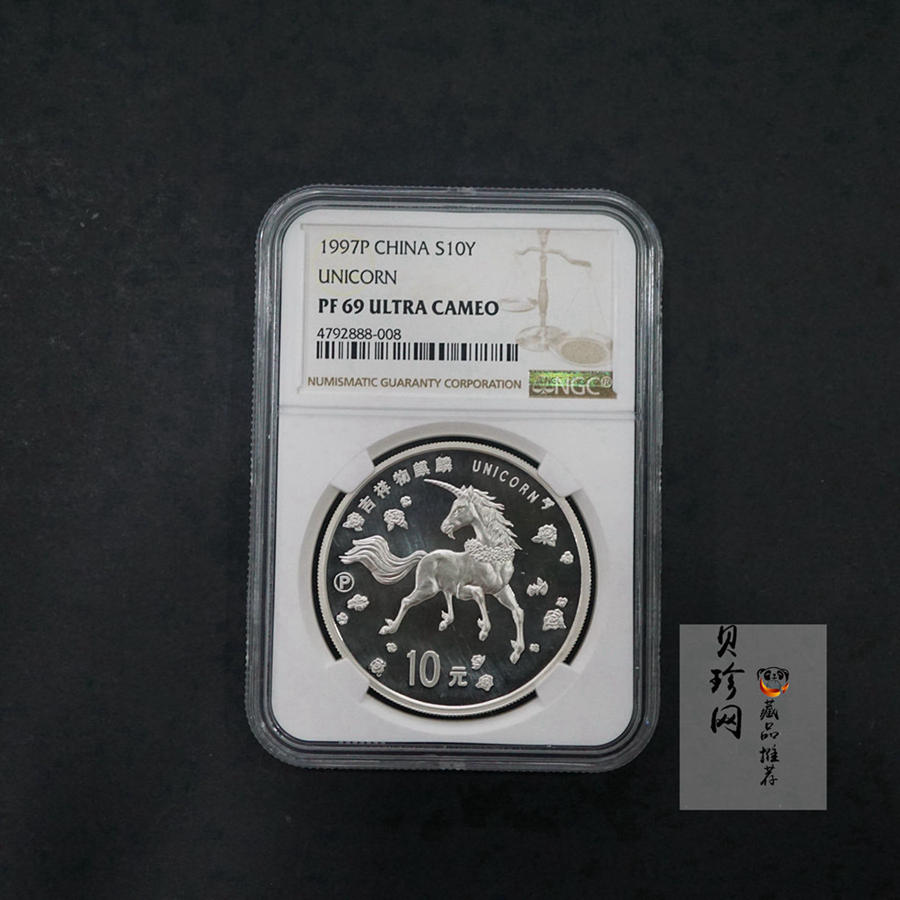 1997P CHINA S10Y
UNICORN
PF 69 ULTRA CAMEO
4792888-008
NUMISMATIC GUARANTY CORPORATION
NGC®
吉祥物麒麟 UNICORN
P
10元
贝珍网
藏品推荐